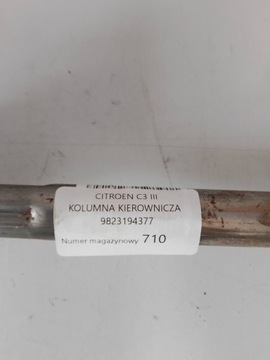 CITROEN C3 III
KOLUMNA KIEROWNICZA
9823194377
Numer magazynowy 710